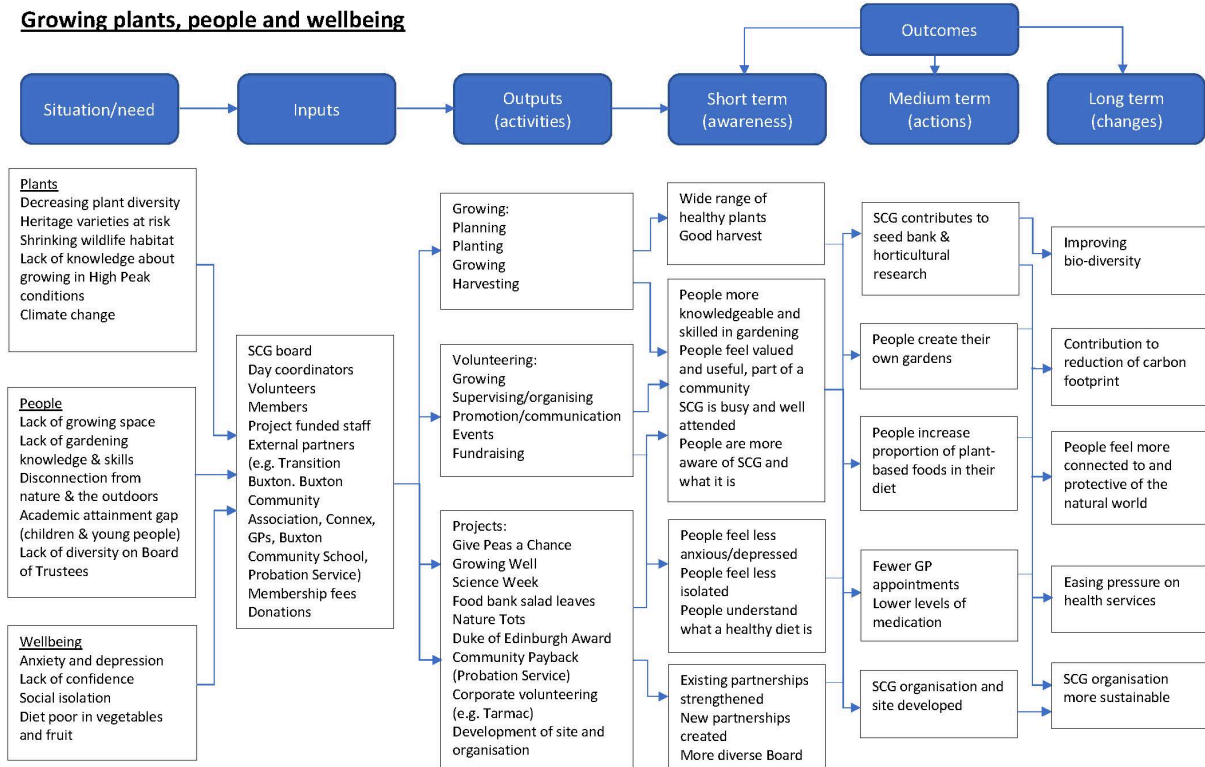 Growing plants, people and wellbeing
Outcomes
Situation/need
Inputs
Outputs
(activities)
Short term
(awareness)
Medium term
(actions)
Long term
(changes)
Plants
Decreasing plant diversity
Heritage varieties at risk
Shrinking wildlife habitat
Lack of knowledge about
growing in High Peak
conditions
Climate change
People
Lack of growing space
Lack of gardening
knowledge & skills
Disconnection from
nature & the outdoors
Academic attainment gap
(children & young people)
Lack of diversity on Board
of Trustees
Wellbeing
Anxiety and depression
Lack of confidence
Social isolation
Diet poor in vegetables
and fruit
SCG board
Day coordinators
Volunteers
Members
Project funded staff
External partners
(e.g. Transition
Buxton. Buxton
Community
Association, Connex,
GPs, Buxton
Community School,
Probation Service)
Membership fees
Donations
Growing:
Planning
Planting
Growing
Harvesting
Volunteering:
Growing
Supervising/organising
Promotion/communication
Events
Fundraising
Projects:
Give Peas a Chance
Growing Well
Science Week
Food bank salad leaves
Nature Tots
Duke of Edinburgh Award
Community Payback
(Probation Service)
Corporate volunteering
(e.g. Tarmac)
Development of site and
organisation
Wide range of
healthy plants
Good harvest
People more
knowledgeable and
skilled in gardening
People feel valued
and useful, part of a
community
SCG is busy and well
attended
People are more
aware of SCG and
what it is
People feel less
anxious/depressed
People feel less
isolated
People understand
what a healthy diet is
Existing partnerships
strengthened
New partnerships
created
More diverse Board
SCG contributes to
seed bank &
horticultural
research
People create their
own gardens
People increase
proportion of plant-
based foods in their
diet
Fewer GP
appointments
Lower levels of
medication
SCG organisation and
site developed
Improving
bio-diversity
Contribution to
reduction of carbon
footprint
People feel more
connected to and
protective of the
natural world
Easing pressure on
health services
SCG organisation
more sustainable